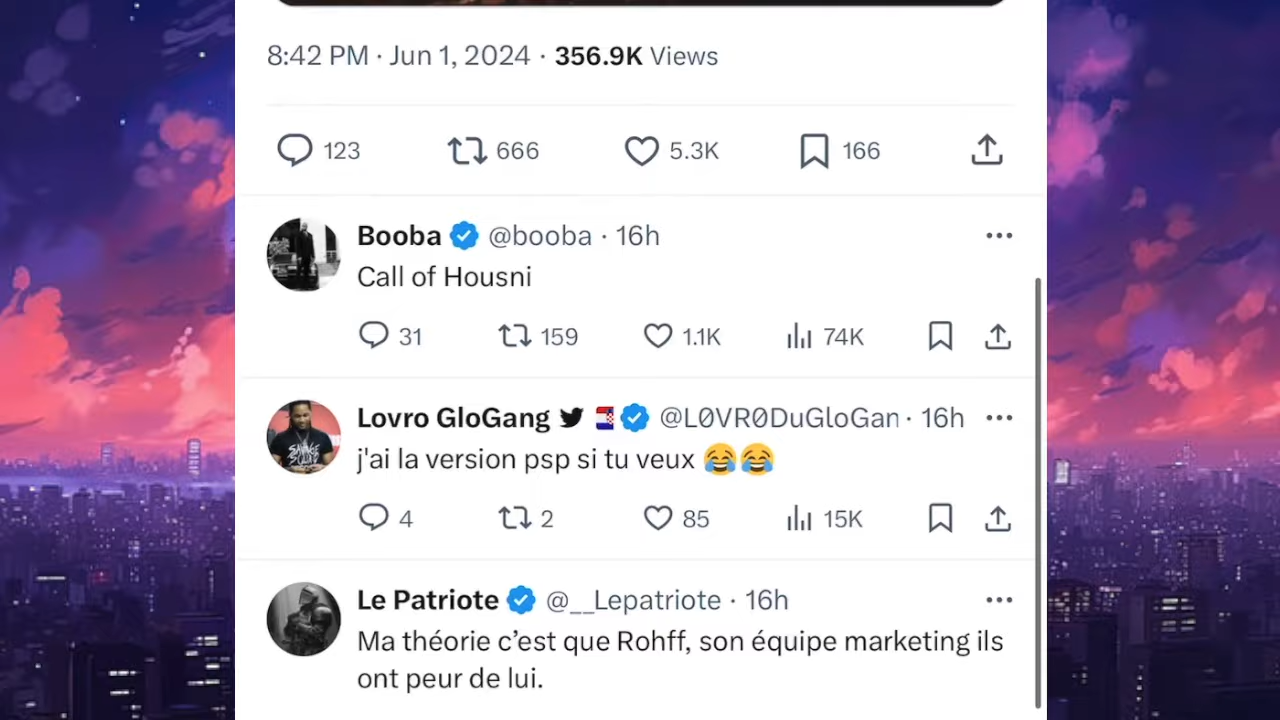 8:42 PM · Jun 1, 2024 · 356.9K Views
123 666 5.3K 166
Booba @booba · 16h
Call of Housni
31 159 1.1K 74K
Lovro GloGang @L0VR0DuGloGan · 16h
j'ai la version psp si tu veux 😂😂
4 2 85 15K
Le Patriote @__Lepatriote · 16h
Ma théorie c’est que Rohff, son équipe marketing ils
ont peur de lui.